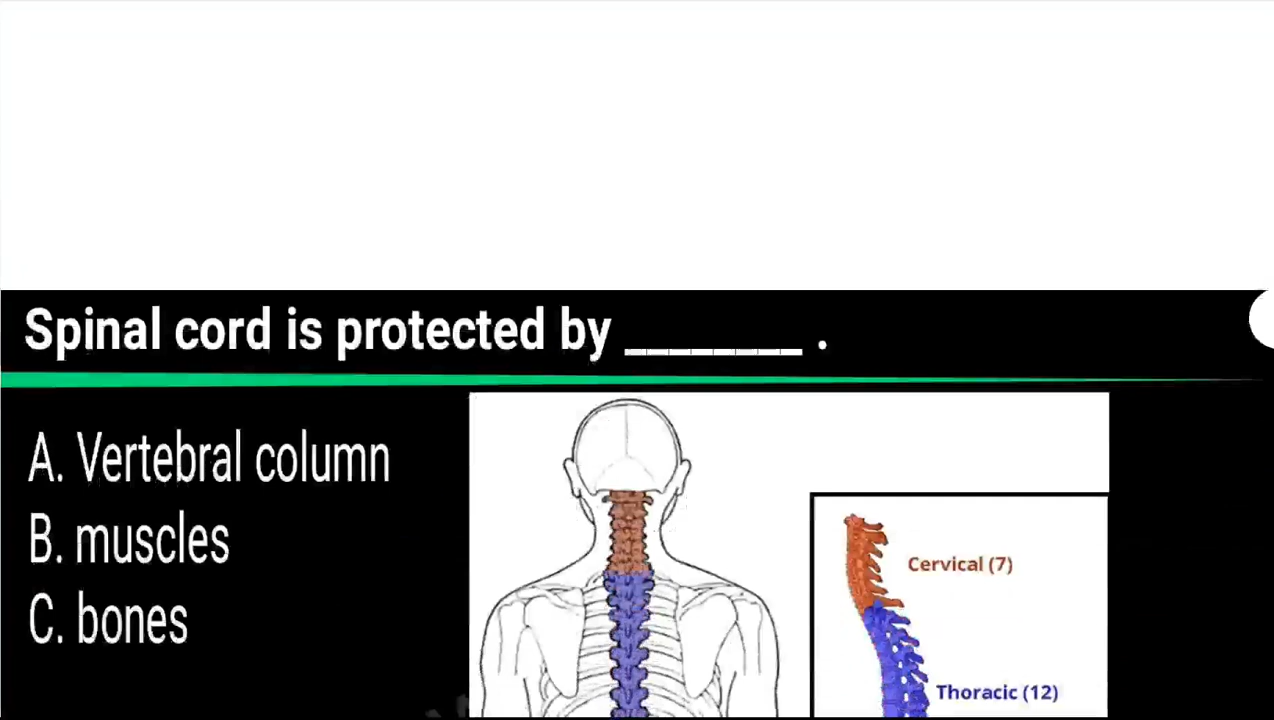 Spinal cord is protected by ________ .
A. Vertebral column
B. muscles
C. bones
Cervical (7)
Thoracic (12)